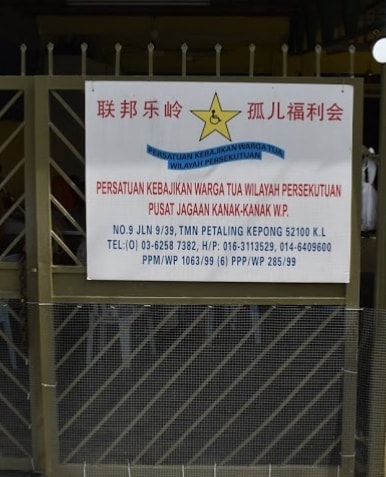 联邦乐岭 孤儿福利会
PERSATUAN KEBAJIKAN WARGA TUA
WILAYAH PERSEKUTUAN
PERSATUAN KEBAJIKAN WARGA TUA WILAYAH PERSEKUTUAN
PUSAT JAGAAN KANAK-KANAK W.P.
NO.9 JLN 9/39, TMN PETALING KEPONG 52100 K.L
TEL:(O) 03-6258 7382, H/P: 016-3113529, 014-6409600
PPM/WP 1063/99 (6) PPP/WP 285/99